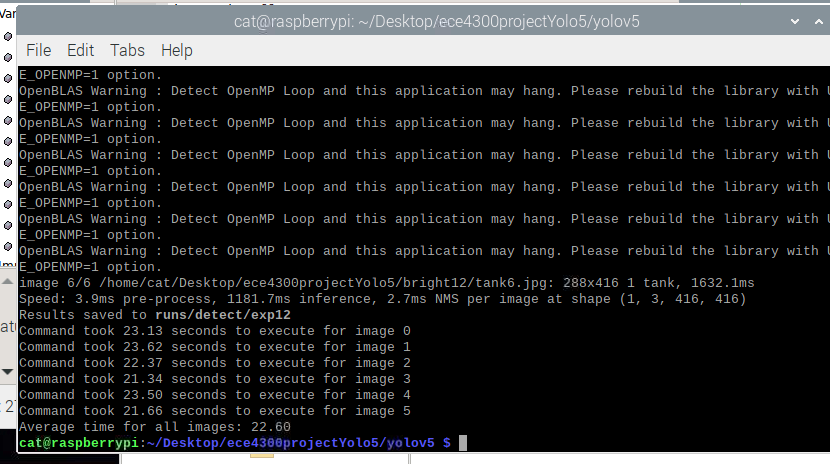 Var
cat@raspberrypi: ~/Desktop/ece4300projectYolo5/yolov5
File Edit Tabs Help
E_OPENMP=1 option.
OpenBLAS Warning : Detect OpenMP Loop and this application may hang. Please rebuild the library with U
E_OPENMP=1 option.
OpenBLAS Warning : Detect OpenMP Loop and this application may hang. Please rebuild the library with U
E_OPENMP=1 option.
OpenBLAS Warning : Detect OpenMP Loop and this application may hang. Please rebuild the library with U
E_OPENMP=1 option.
OpenBLAS Warning : Detect OpenMP Loop and this application may hang. Please rebuild the library with U
E_OPENMP=1 option.
OpenBLAS Warning : Detect OpenMP Loop and this application may hang. Please rebuild the library with U
E_OPENMP=1 option.
OpenBLAS Warning : Detect OpenMP Loop and this application may hang. Please rebuild the library with U
E_OPENMP=1 option.
image 6/6 /home/cat/Desktop/ece4300projectYolo5/bright12/tank6.jpg: 288x416 1 tank, 1632.1ms
Speed: 3.9ms pre-process, 1181.7ms inference, 2.7ms NMS per image at shape (1, 3, 416, 416)
Results saved to runs/detect/exp12
Command took 23.13 seconds to execute for image 0
Command took 23.62 seconds to execute for image 1
Command took 22.37 seconds to execute for image 2
Command took 21.34 seconds to execute for image 3
Command took 23.50 seconds to execute for image 4
Command took 21.66 seconds to execute for image 5
Average time for all images: 22.60
cat@raspberrypi:~/Desktop/ece4300projectYolo5/yolov5 $